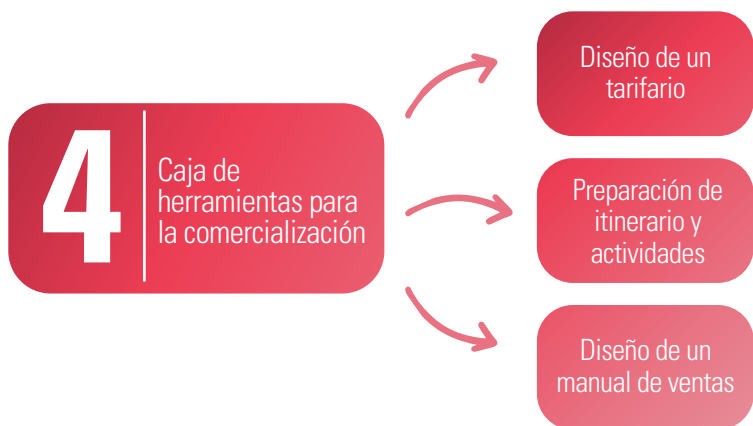 4
Caja de
herramientas para
la comercialización
Diseño de un
tarifario
Preparación de
itinerario y
actividades
Diseño de un
manual de ventas